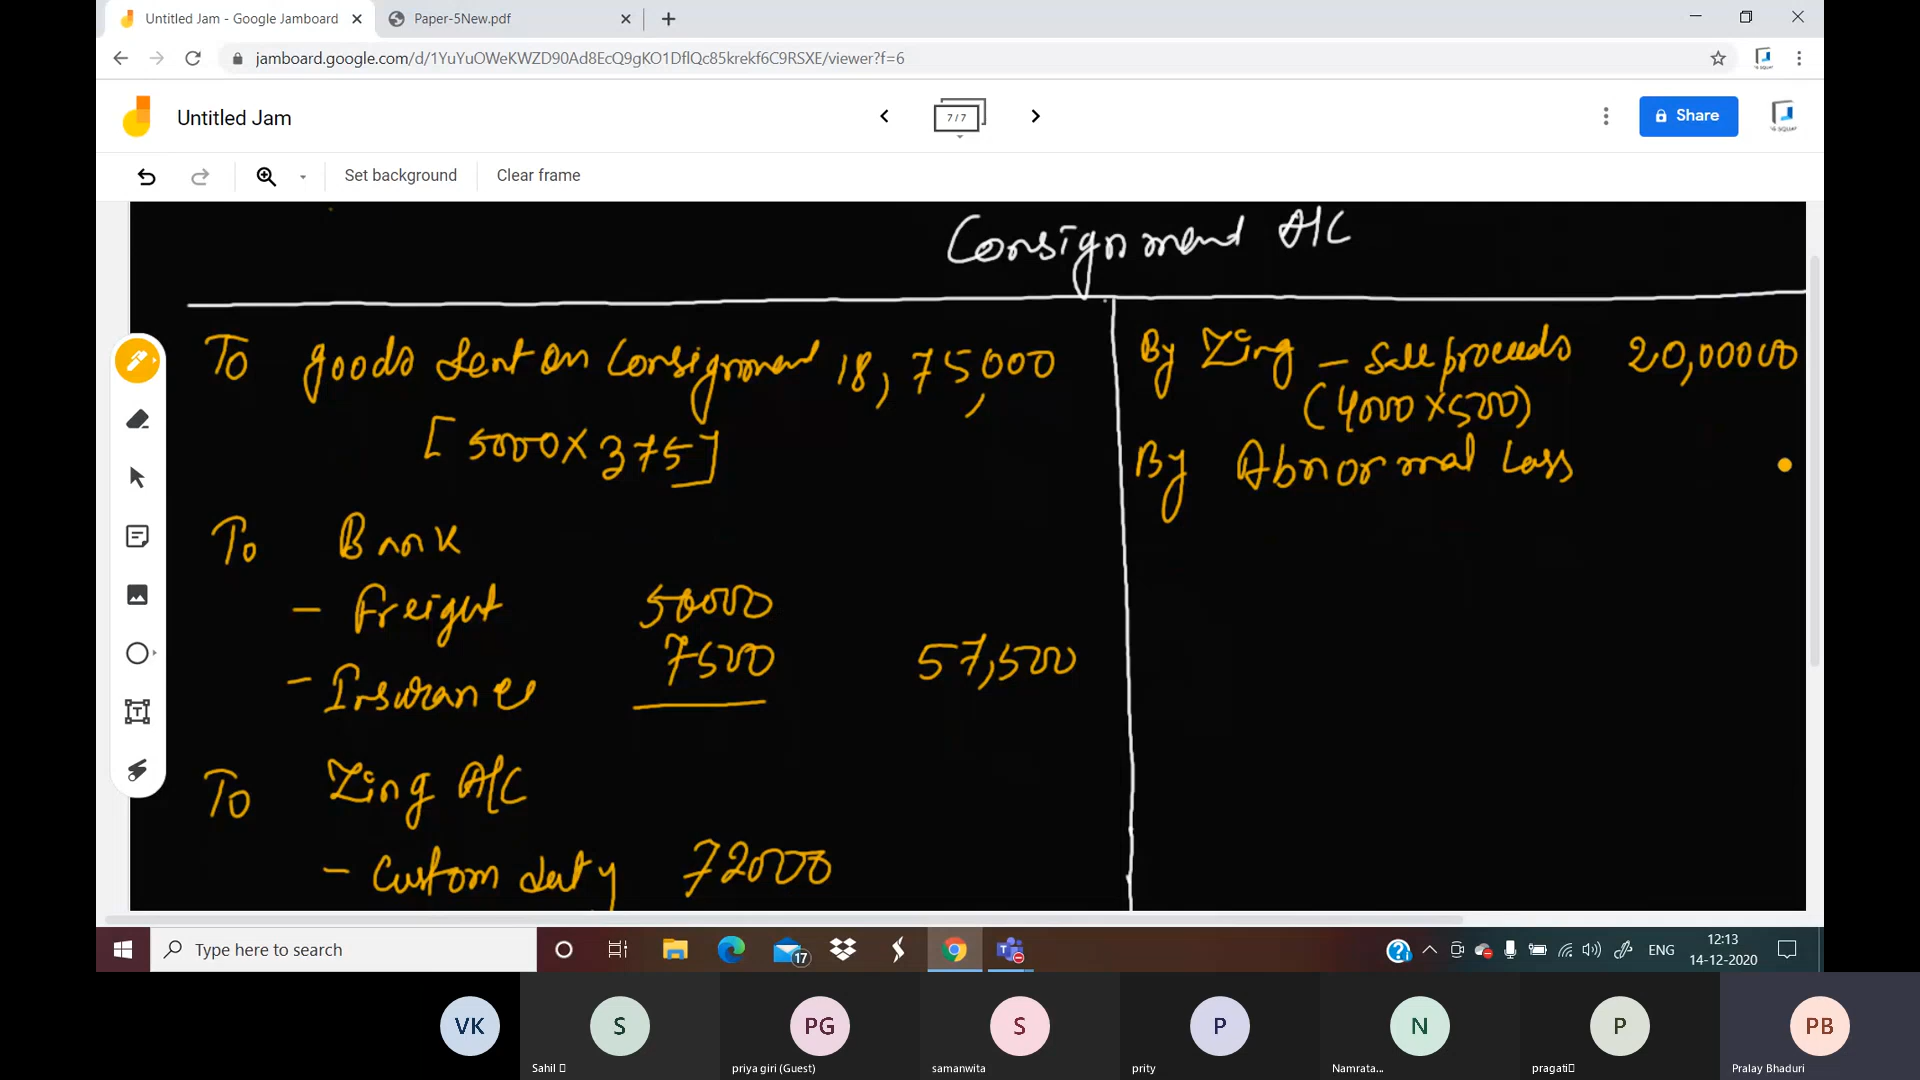 Untitled Jam - Google Jamboard
Paper-5New.pdf
jamboard.google.com/d/1YuYuOWeKWZD90Ad8EcQ9gKO1DflQc85krekf6C9RSXE/viewer?f=6
Untitled Jam
7 / 7
Share
Set background
Clear frame
Consignment A/C
To goods sent on Consignment 18,75,000
[5000 X 375]
To Bank
- Freight 50000
- Insurance 7500 57,500
To Zing A/C
- Custom duty 72000
By Zing - Sale proceeds 20,00000
(4000 X 500)
By Abnormal Loss
Type here to search
17
ENG
12:13
14-12-2020
VK
S
PG
S
P
N
P
PB
Sahil
priya giri (Guest)
samanwita
prity
Namrata...
pragati
Pralay Bhaduri